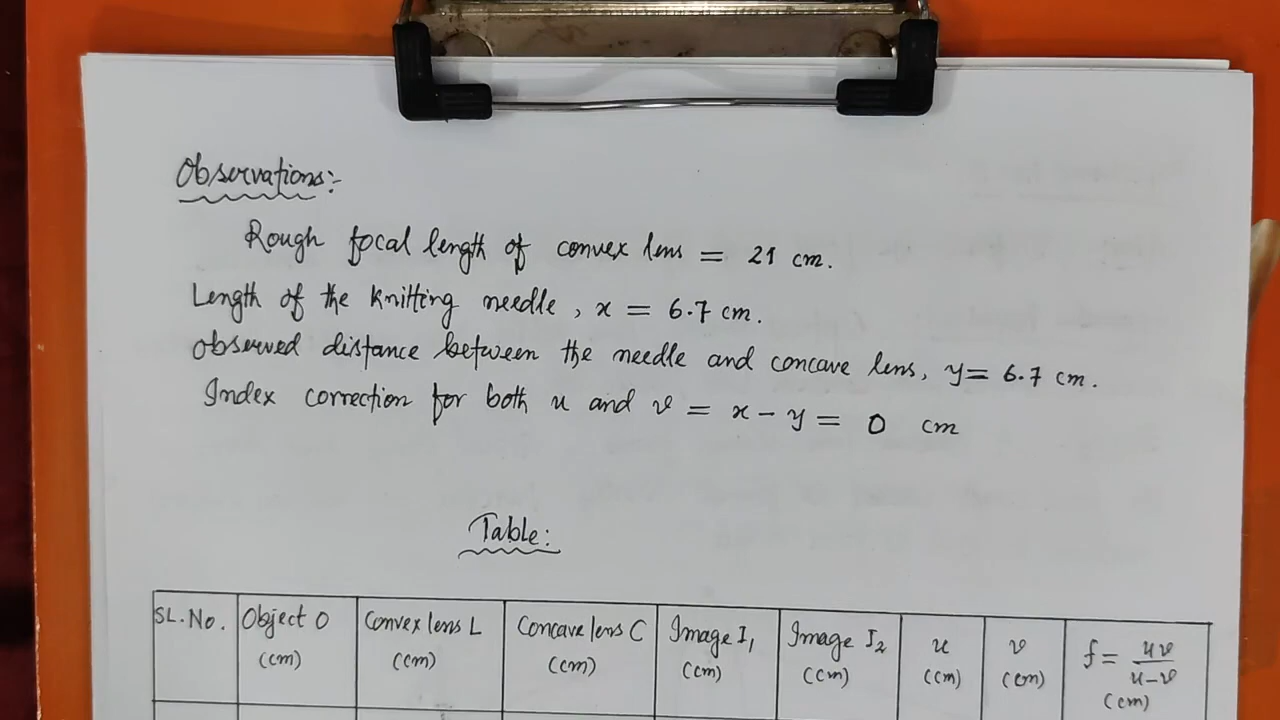 Observations:-
Rough focal length of convex lens = 21 cm.
Length of the knitting needle, x = 6.7 cm.
Observed distance between the needle and concave lens, y = 6.7 cm.
Index correction for both u and v = x - y = 0 cm
Table:
SL.No. | Object O (cm) | Convex lens L (cm) | Concave lens C (cm) | Image I₁ (cm) | Image I₂ (cm) | u (cm) | v (cm) | f = uv/u-v (cm)